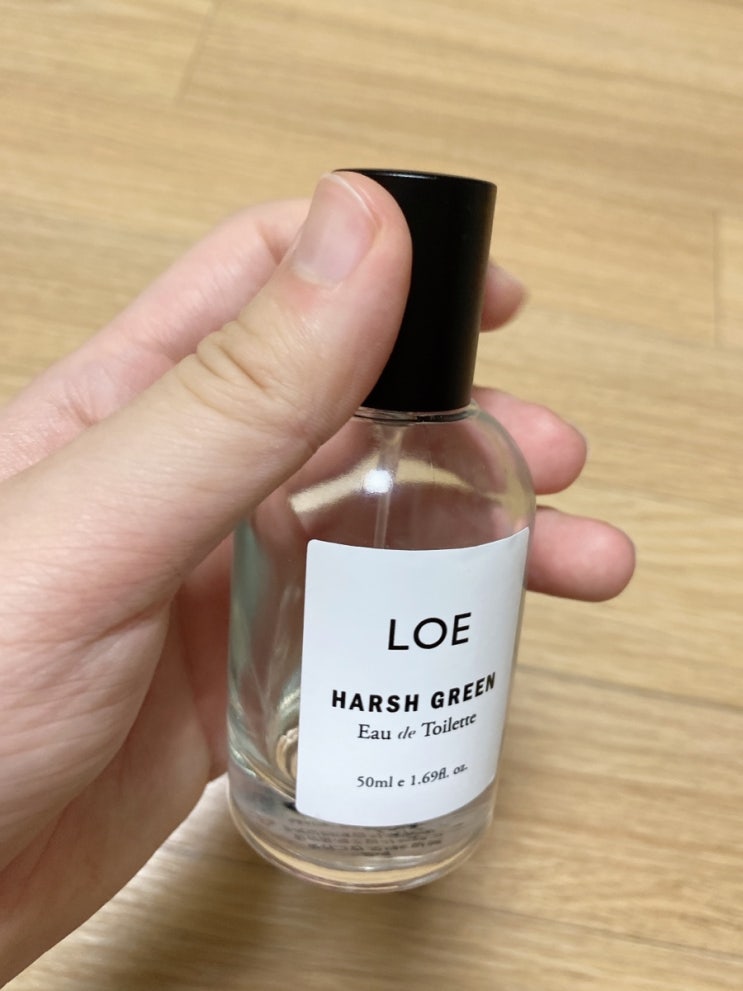 LOE
HARSH GREEN
Eau de Toilette
50ml e 1.69fl. oz.